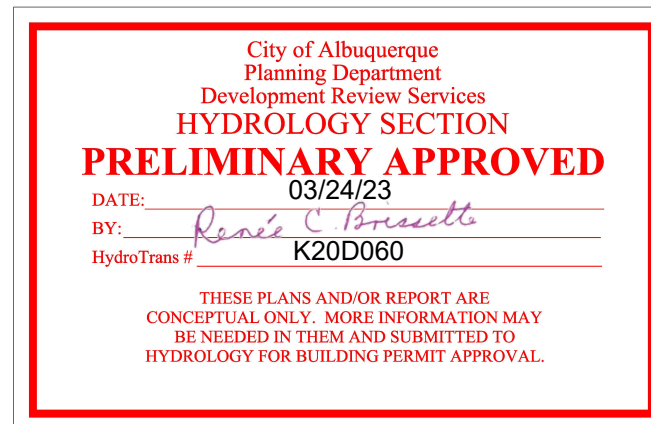 City of Albuquerque
Planning Department
Development Review Services
HYDROLOGY SECTION
PRELIMINARY APPROVED
DATE: 03/24/23
BY: Renée C. Brissette
HydroTrans # K20D060
THESE PLANS AND/OR REPORT ARE
CONCEPTUAL ONLY. MORE INFORMATION MAY
BE NEEDED IN THEM AND SUBMITTED TO
HYDROLOGY FOR BUILDING PERMIT APPROVAL.